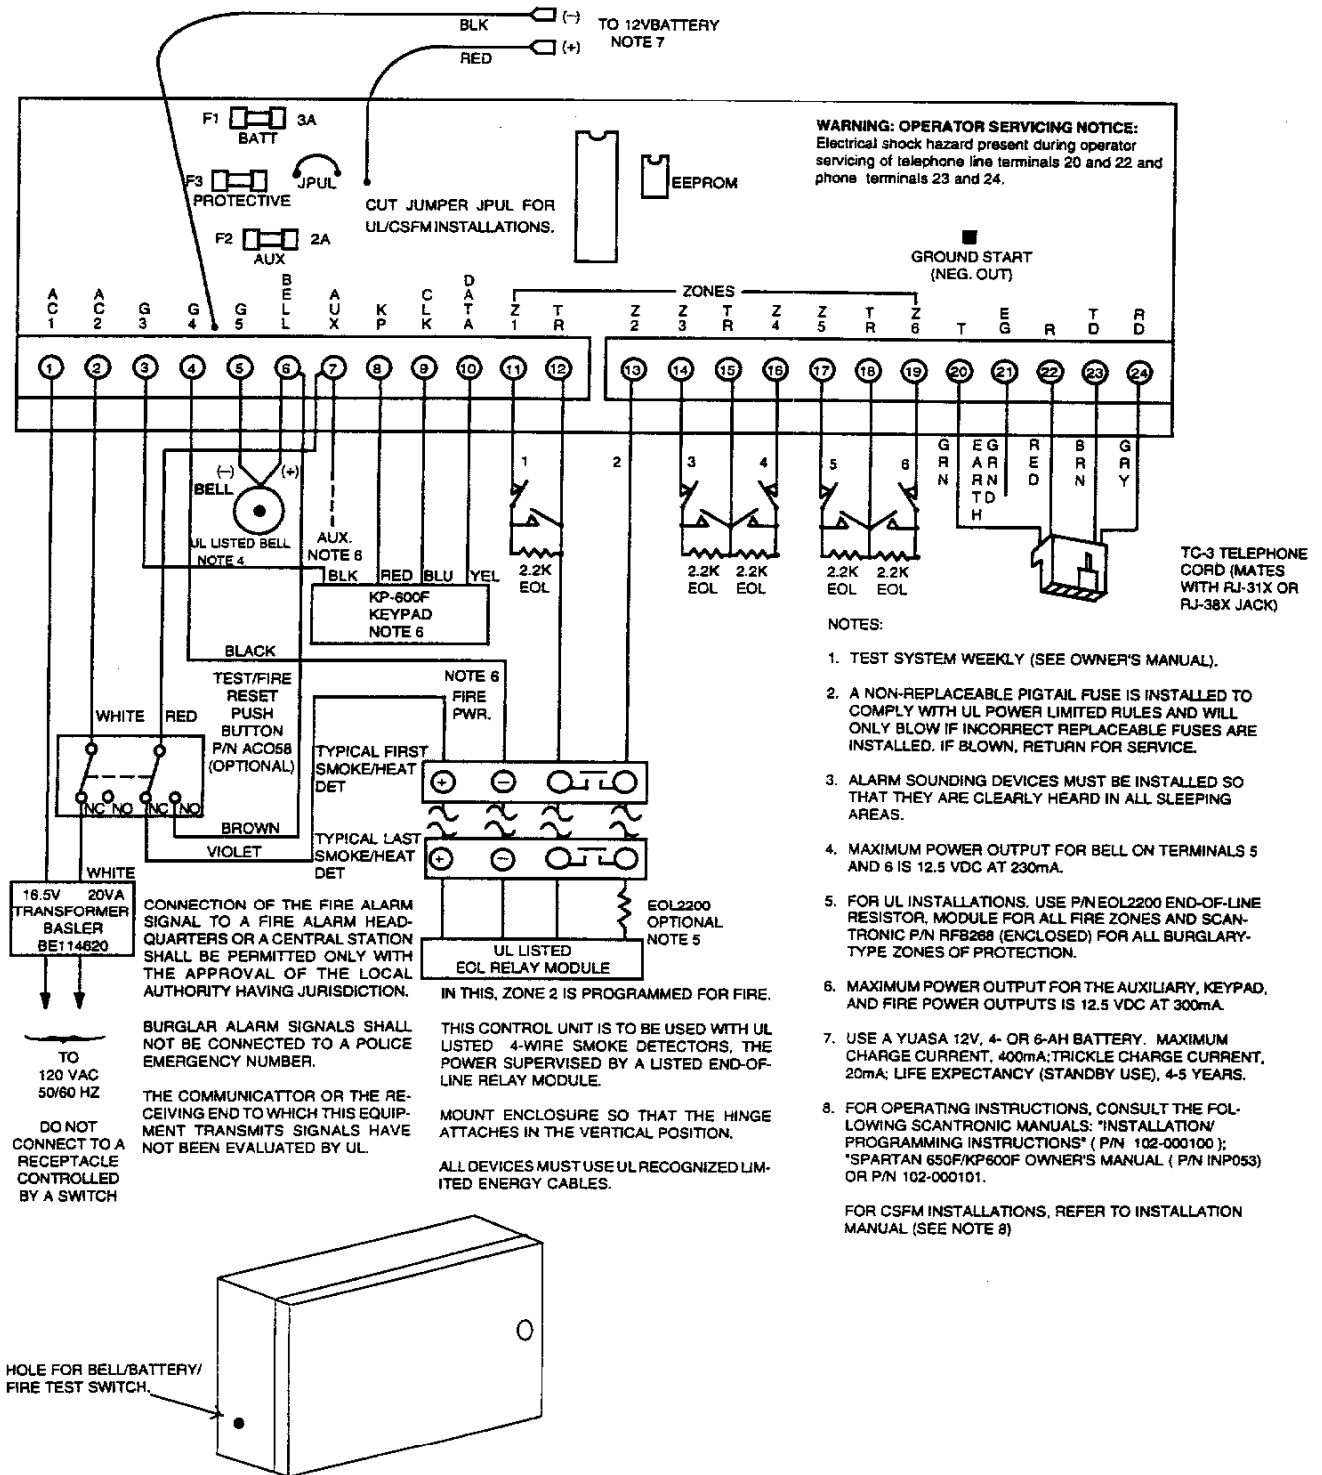 BLK
(−)
TO 12VBATTERY
NOTE 7
RED
(+)
F1
3A
BATT
F3
PROTECTIVE
JPUL
F2
2A
AUX
CUT JUMPER JPUL FOR
UL/CSFM INSTALLATIONS.
EEPROM
WARNING: OPERATOR SERVICING NOTICE:
Electrical shock hazard present during operator
servicing of telephone line terminals 20 and 22 and
phone terminals 23 and 24.
GROUND START
(NEG. OUT)
ZONES
AC1 AC2 G3 G4 G5 BELL AUX KP CLK DATA Z1 TR Z2 Z3 TR Z4 Z5 TR Z6 T EG R TD RD
1 2 3 4 5 6 7 8 9 10 11 12 13 14 15 16 17 18 19 20 21 22 23 24
GRN
EARTH
GRND
RED
BRN
GRY
(−)
(+)
BELL
UL LISTED BELL
NOTE 4
AUX.
NOTE 6
1
2
3
4
5
6
2.2K
EOL
2.2K 2.2K
EOL EOL
2.2K 2.2K
EOL EOL
BLK RED BLU YEL
KP-600F
KEYPAD
NOTE 6
TC-3 TELEPHONE
CORD (MATES
WITH RJ-31X OR
RJ-38X JACK)
BLACK
TEST/FIRE
RESET
PUSH
BUTTON
P/N ACO58
(OPTIONAL)
WHITE
RED
NC NO NC NO
BROWN
VIOLET
WHITE
NOTE 6
FIRE
PWR.
TYPICAL FIRST
SMOKE/HEAT
DET
+
−
TYPICAL LAST
SMOKE/HEAT
DET
+
−
EOL2200
OPTIONAL
NOTE 5
UL LISTED
EOL RELAY MODULE
16.5V 20VA
TRANSFORMER
BASLER
BE114620
TO
120 VAC
50/60 HZ
DO NOT
CONNECT TO A
RECEPTACLE
CONTROLLED
BY A SWITCH
CONNECTION OF THE FIRE ALARM
SIGNAL TO A FIRE ALARM HEAD-
QUARTERS OR A CENTRAL STATION
SHALL BE PERMITTED ONLY WITH
THE APPROVAL OF THE LOCAL
AUTHORITY HAVING JURISDICTION.
BURGLAR ALARM SIGNALS SHALL
NOT BE CONNECTED TO A POLICE
EMERGENCY NUMBER.
THE COMMUNICATTOR OR THE RE-
CEIVING END TO WHICH THIS EQUIP-
MENT TRANSMITS SIGNALS HAVE
NOT BEEN EVALUATED BY UL.
IN THIS, ZONE 2 IS PROGRAMMED FOR FIRE.
THIS CONTROL UNIT IS TO BE USED WITH UL
LISTED 4-WIRE SMOKE DETECTORS, THE
POWER SUPERVISED BY A LISTED END-OF-
LINE RELAY MODULE.
MOUNT ENCLOSURE SO THAT THE HINGE
ATTACHES IN THE VERTICAL POSITION.
ALL DEVICES MUST USE UL RECOGNIZED LIM-
ITED ENERGY CABLES.
NOTES:
1. TEST SYSTEM WEEKLY (SEE OWNER'S MANUAL).
2. A NON-REPLACEABLE PIGTAIL FUSE IS INSTALLED TO
COMPLY WITH UL POWER LIMITED RULES AND WILL
ONLY BLOW IF INCORRECT REPLACEABLE FUSES ARE
INSTALLED. IF BLOWN, RETURN FOR SERVICE.
3. ALARM SOUNDING DEVICES MUST BE INSTALLED SO
THAT THEY ARE CLEARLY HEARD IN ALL SLEEPING
AREAS.
4. MAXIMUM POWER OUTPUT FOR BELL ON TERMINALS 5
AND 6 IS 12.5 VDC AT 230mA.
5. FOR UL INSTALLATIONS. USE P/N EOL2200 END-OF-LINE
RESISTOR, MODULE FOR ALL FIRE ZONES AND SCAN-
TRONIC P/N RFB268 (ENCLOSED) FOR ALL BURGLARY-
TYPE ZONES OF PROTECTION.
6. MAXIMUM POWER OUTPUT FOR THE AUXILIARY, KEYPAD,
AND FIRE POWER OUTPUTS IS 12.5 VDC AT 300mA.
7. USE A YUASA 12V, 4- OR 6-AH BATTERY. MAXIMUM
CHARGE CURRENT, 400mA; TRICKLE CHARGE CURRENT,
20mA; LIFE EXPECTANCY (STANDBY USE), 4-5 YEARS.
8. FOR OPERATING INSTRUCTIONS, CONSULT THE FOL-
LOWING SCANTRONIC MANUALS: "INSTALLATION/
PROGRAMMING INSTRUCTIONS" ( P/N 102-000100 );
"SPARTAN 650F/KP600F OWNER'S MANUAL ( P/N INP053)
OR P/N 102-000101.
FOR CSFM INSTALLATIONS, REFER TO INSTALLATION
MANUAL (SEE NOTE 8)
HOLE FOR BELL/BATTERY/
FIRE TEST SWITCH.